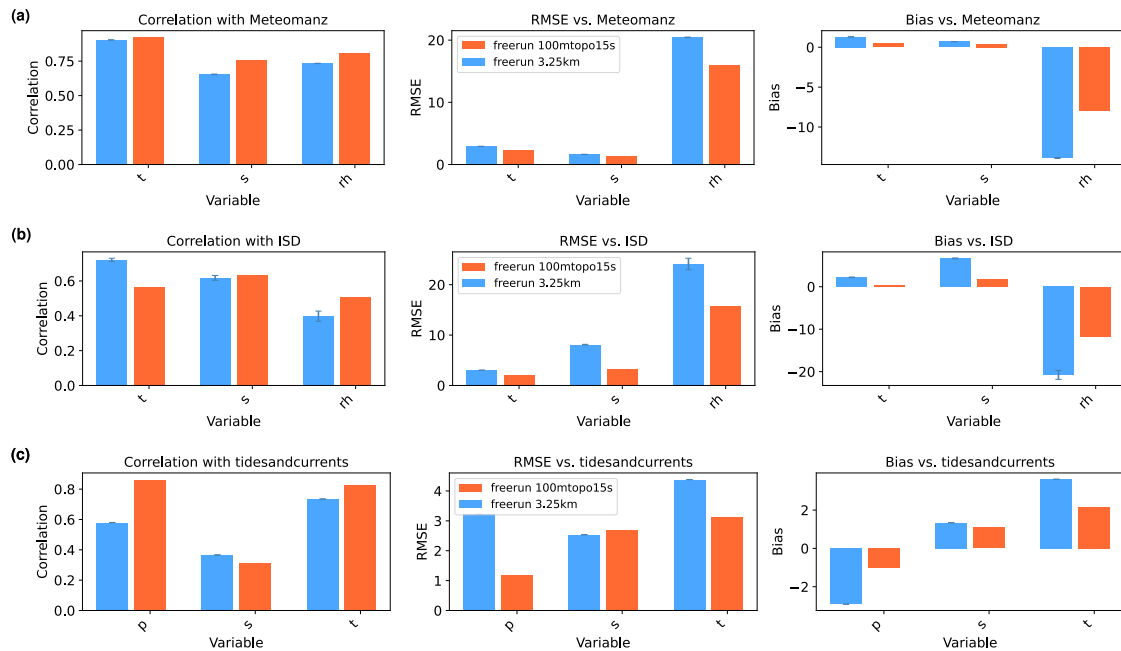 (a)
Correlation with Meteomanz
RMSE vs. Meteomanz
Bias vs. Meteomanz
Correlation
0.75
0.50
0.25
0.00
t
s
rh
Variable
RMSE
20
10
0
freerun 100mtopo15s
freerun 3.25km
t
s
rh
Variable
Bias
0
−5
−10
t
s
rh
Variable
(b)
Correlation with ISD
RMSE vs. ISD
Bias vs. ISD
Correlation
0.6
0.4
0.2
0.0
t
s
rh
Variable
RMSE
20
10
0
freerun 100mtopo15s
freerun 3.25km
t
s
rh
Variable
Bias
0
−10
−20
t
s
rh
Variable
(c)
Correlation with tidesandcurrents
RMSE vs. tidesandcurrents
Bias vs. tidesandcurrents
Correlation
0.8
0.6
0.4
0.2
0.0
p
s
t
Variable
RMSE
4
3
2
1
0
freerun 100mtopo15s
freerun 3.25km
p
s
t
Variable
Bias
2
0
−2
p
s
t
Variable